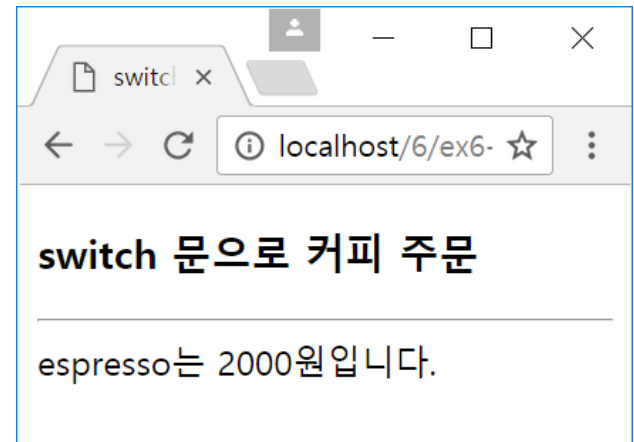 switc
localhost/6/ex6-
switch 문으로 커피 주문
espresso는 2000원입니다.